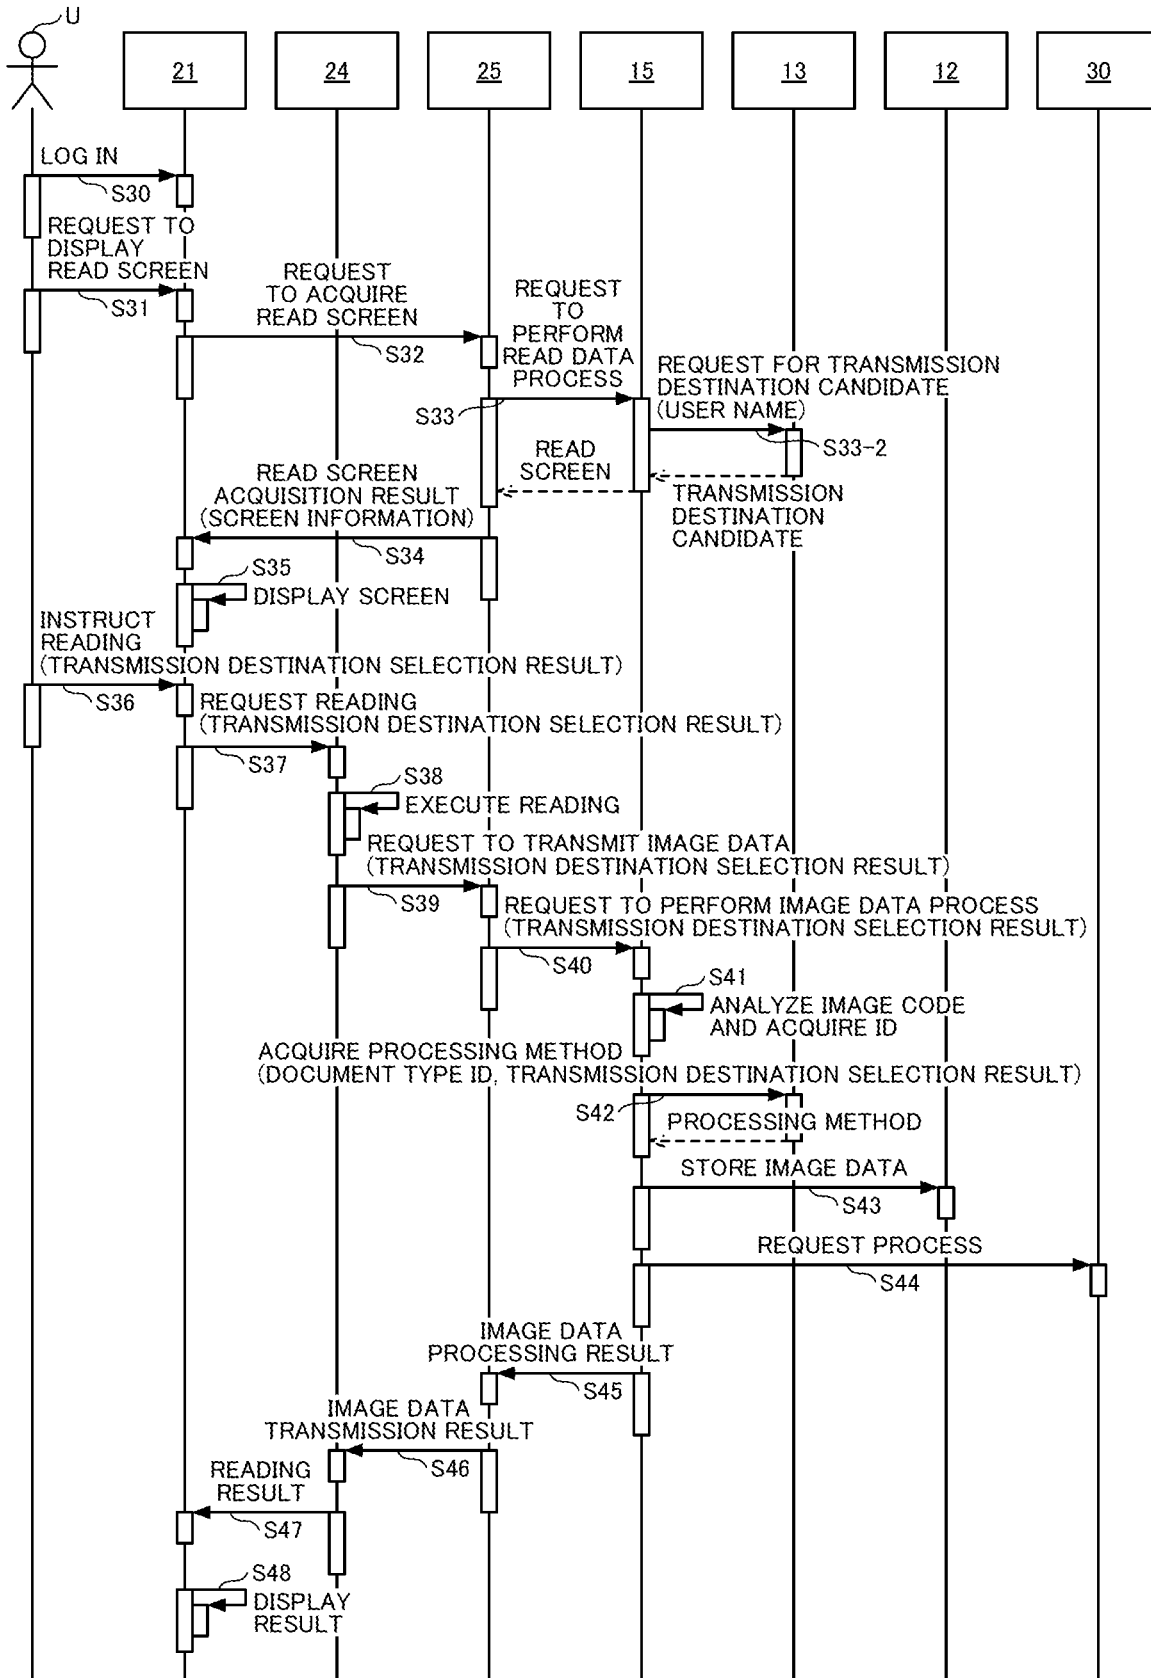 U
21
24
25
15
13
12
30
LOG IN
S30
REQUEST TO
DISPLAY
READ SCREEN
S31
REQUEST
TO ACQUIRE
READ SCREEN
S32
REQUEST
TO
PERFORM
READ DATA
PROCESS
S33
REQUEST FOR TRANSMISSION
DESTINATION CANDIDATE
(USER NAME)
S33-2
READ
SCREEN
TRANSMISSION
DESTINATION
CANDIDATE
READ SCREEN
ACQUISITION RESULT
(SCREEN INFORMATION)
S34
S35
DISPLAY SCREEN
INSTRUCT
READING
(TRANSMISSION DESTINATION SELECTION RESULT)
S36
REQUEST READING
(TRANSMISSION DESTINATION SELECTION RESULT)
S37
S38
EXECUTE READING
REQUEST TO TRANSMIT IMAGE DATA
(TRANSMISSION DESTINATION SELECTION RESULT)
S39
REQUEST TO PERFORM IMAGE DATA PROCESS
(TRANSMISSION DESTINATION SELECTION RESULT)
S40
S41
ANALYZE IMAGE CODE
AND ACQUIRE ID
ACQUIRE PROCESSING METHOD
(DOCUMENT TYPE ID, TRANSMISSION DESTINATION SELECTION RESULT)
S42
PROCESSING METHOD
STORE IMAGE DATA
S43
REQUEST PROCESS
S44
IMAGE DATA
PROCESSING RESULT
S45
IMAGE DATA
TRANSMISSION RESULT
S46
READING
RESULT
S47
S48
DISPLAY
RESULT